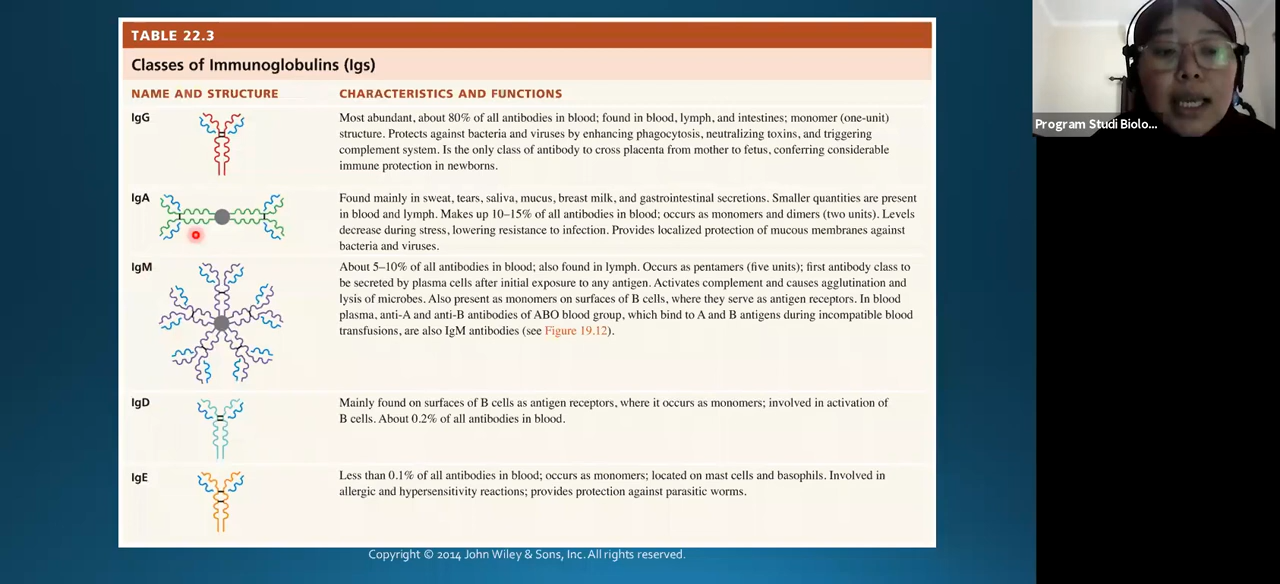 TABLE 22.3
Classes of Immunoglobulins (Igs)
NAME AND STRUCTURE
CHARACTERISTICS AND FUNCTIONS
IgG
Most abundant, about 80% of all antibodies in blood; found in blood, lymph, and intestines; monomer (one-unit)
structure. Protects against bacteria and viruses by enhancing phagocytosis, neutralizing toxins, and triggering
complement system. Is the only class of antibody to cross placenta from mother to fetus, conferring considerable
immune protection in newborns.
IgA
Found mainly in sweat, tears, saliva, mucus, breast milk, and gastrointestinal secretions. Smaller quantities are present
in blood and lymph. Makes up 10–15% of all antibodies in blood; occurs as monomers and dimers (two units). Levels
decrease during stress, lowering resistance to infection. Provides localized protection of mucous membranes against
bacteria and viruses.
IgM
About 5–10% of all antibodies in blood; also found in lymph. Occurs as pentamers (five units); first antibody class to
be secreted by plasma cells after initial exposure to any antigen. Activates complement and causes agglutination and
lysis of microbes. Also present as monomers on surfaces of B cells, where they serve as antigen receptors. In blood
plasma, anti-A and anti-B antibodies of ABO blood group, which bind to A and B antigens during incompatible blood
transfusions, are also IgM antibodies (see Figure 19.12).
IgD
Mainly found on surfaces of B cells as antigen receptors, where it occurs as monomers; involved in activation of
B cells. About 0.2% of all antibodies in blood.
IgE
Less than 0.1% of all antibodies in blood; occurs as monomers; located on mast cells and basophils. Involved in
allergic and hypersensitivity reactions; provides protection against parasitic worms.
Copyright © 2014 John Wiley & Sons, Inc. All rights reserved.
Program Studi Biolo...